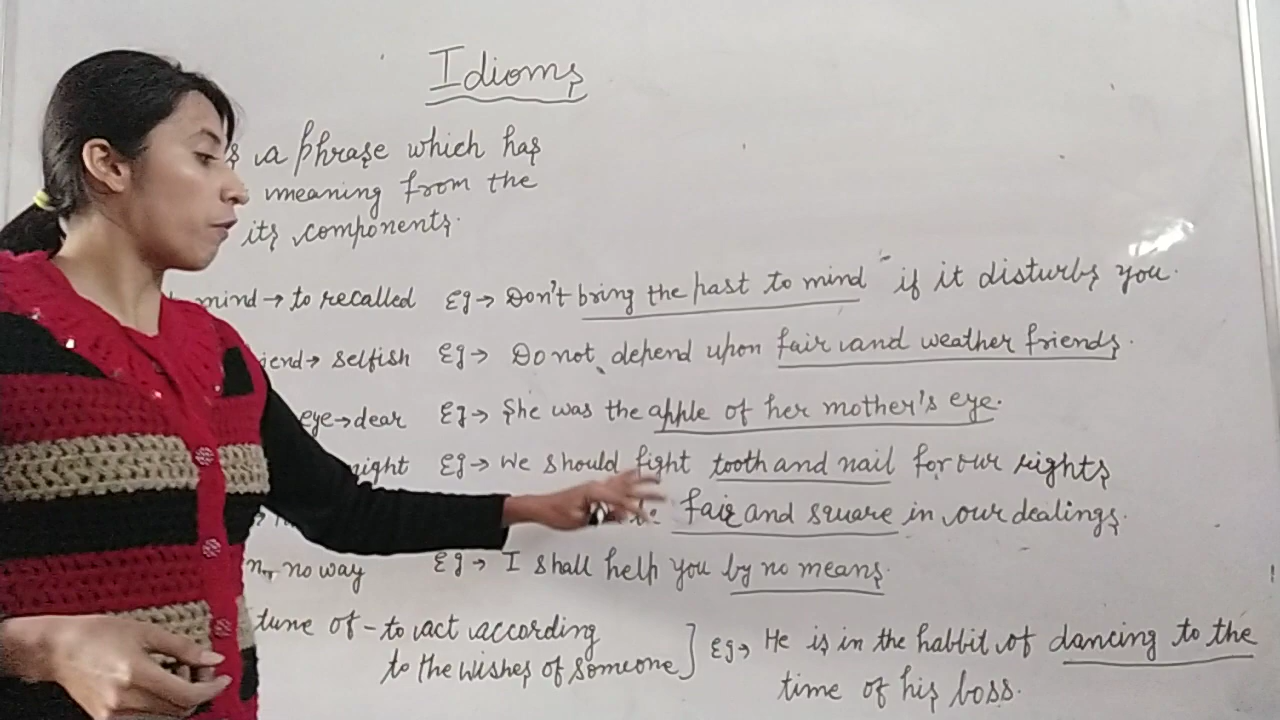 Idioms
a phrase which has
meaning from the
its components.
mind → to recalled Eg → Don't bring the past to mind if it disturbs you.
→ selfish Eg → Do not depend upon fair and weather friends.
eye → dear Eg → She was the apple of her mother's eye.
Eg → We should fight tooth and nail for our rights
fair and square in our dealings.
no way Eg → I shall help you by no means.
tune of - to act according
to the wishes of someone] Eg → He is in the habbit of dancing to the
time of his boss.